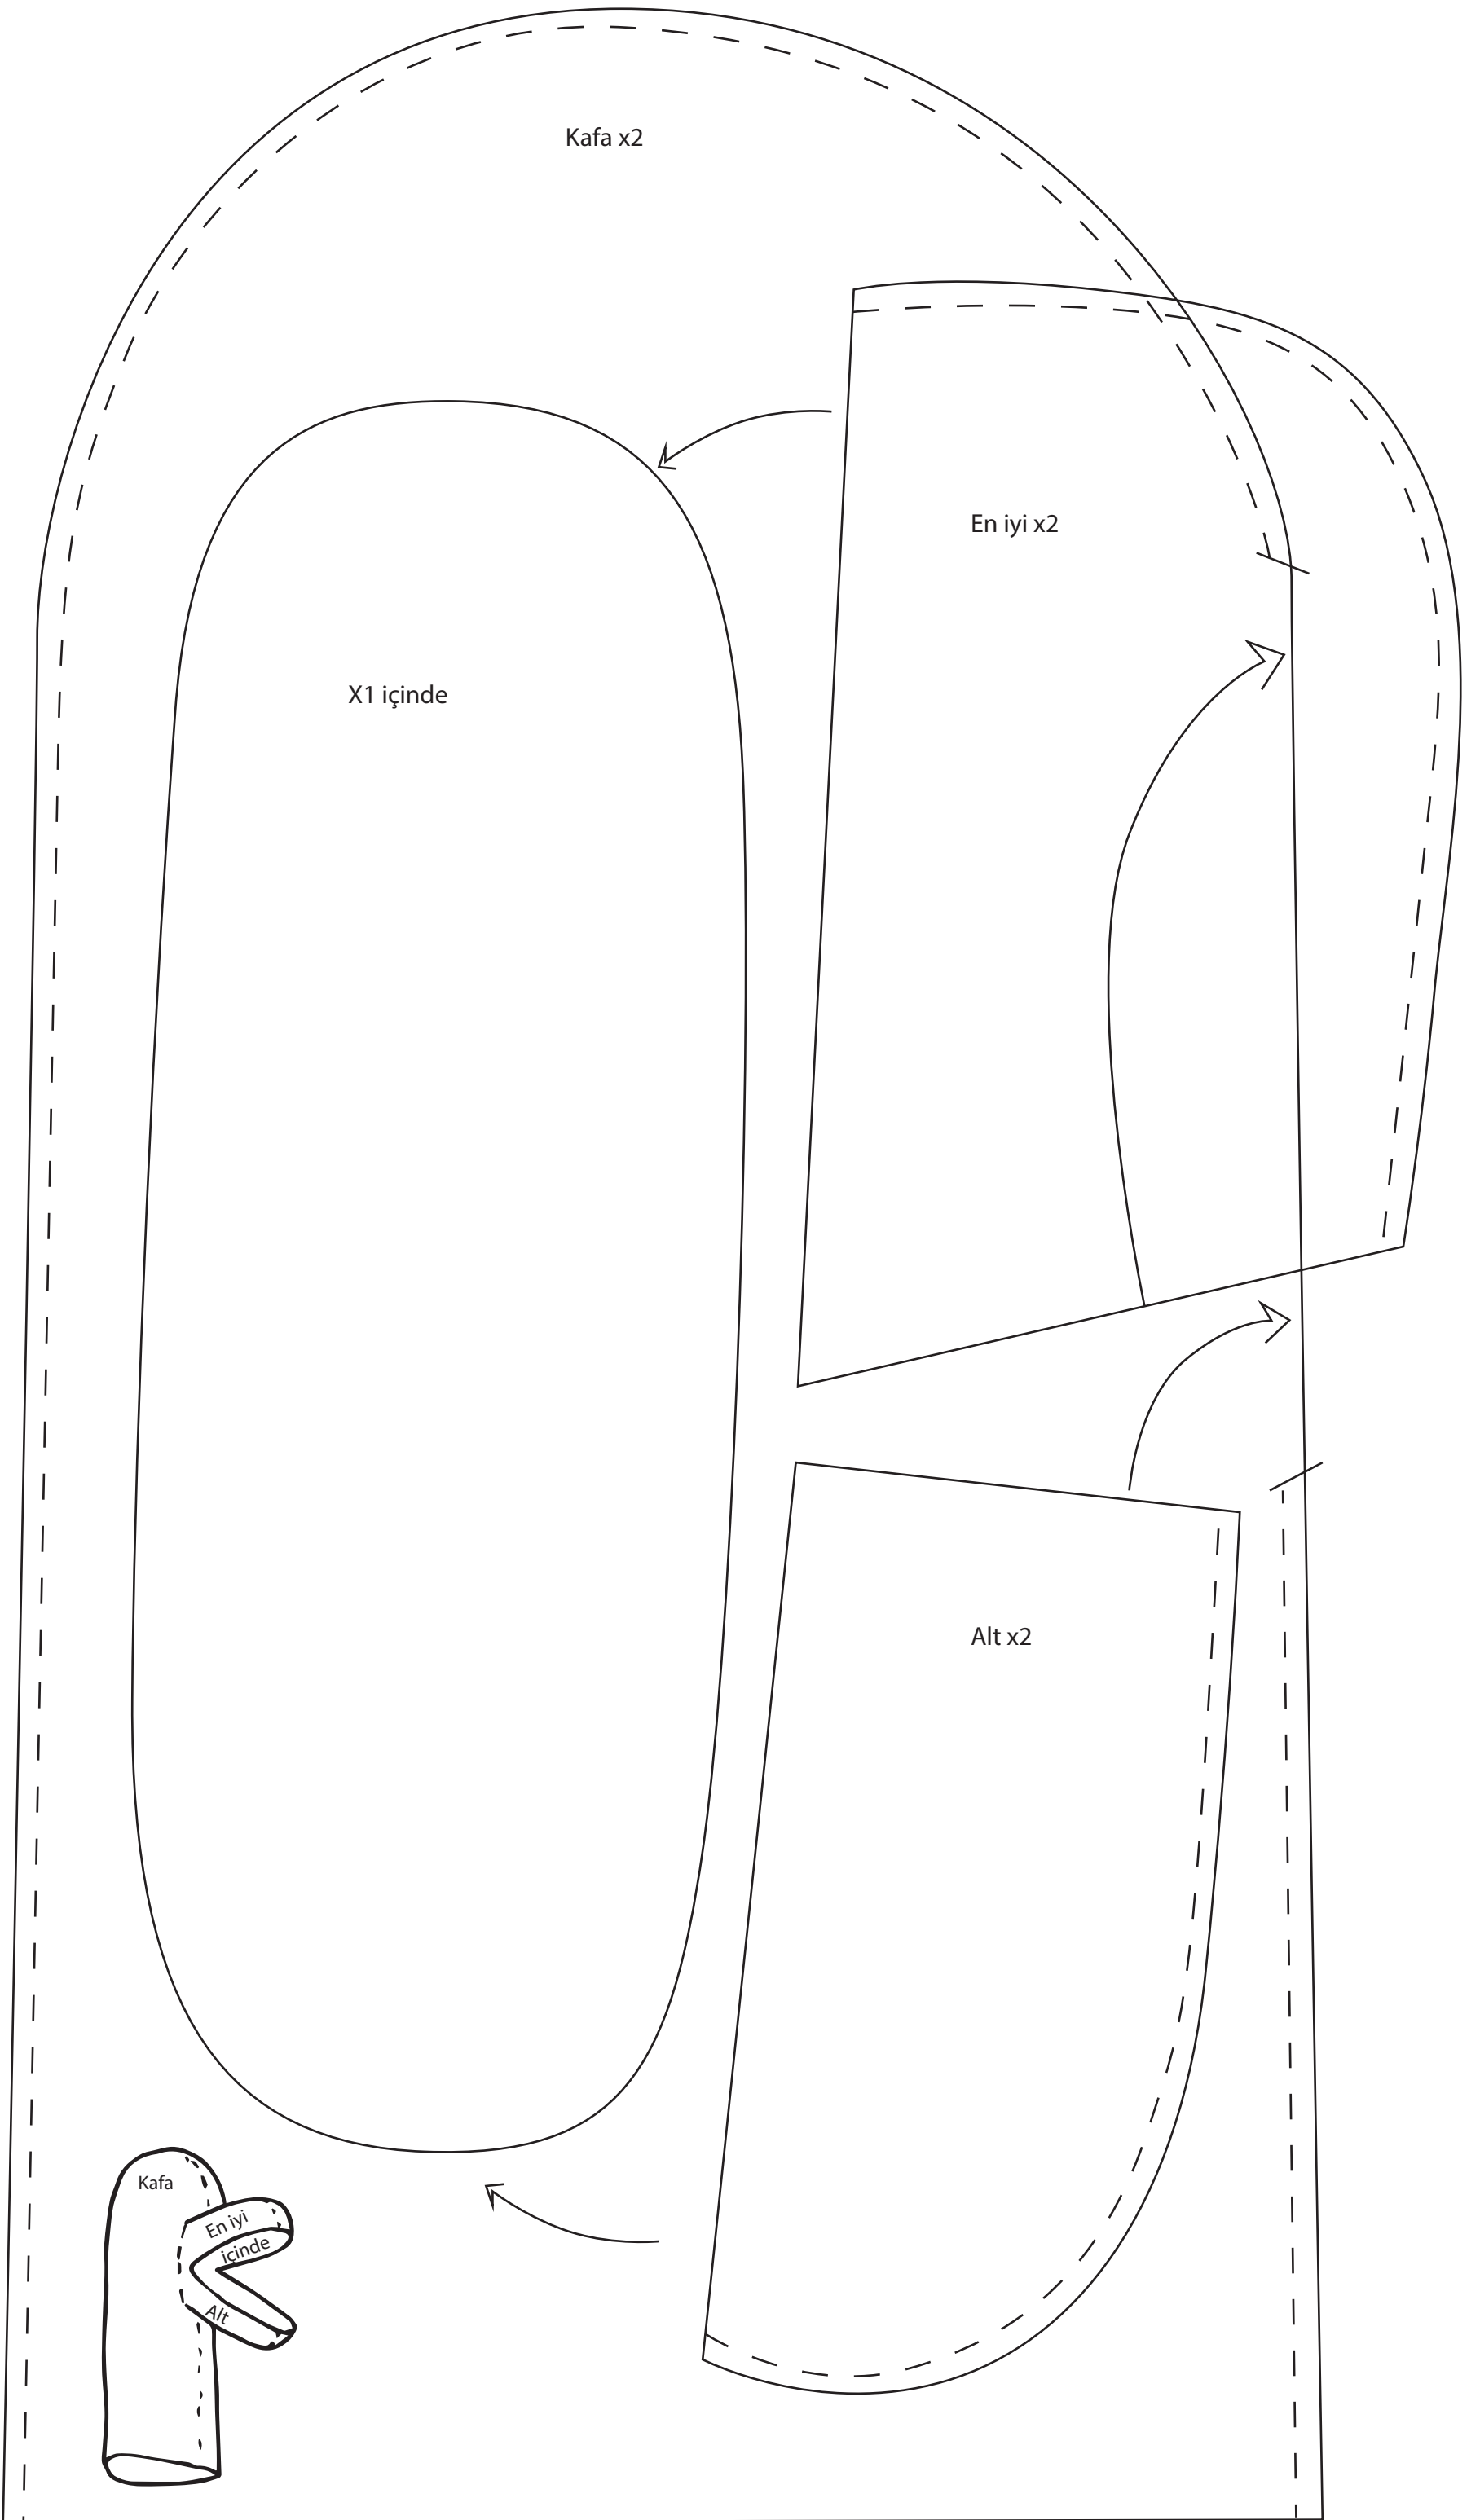 Kafa x2
En iyi x2
X1 içinde
Alt x2
Kafa
En iyi
içinde
Alt